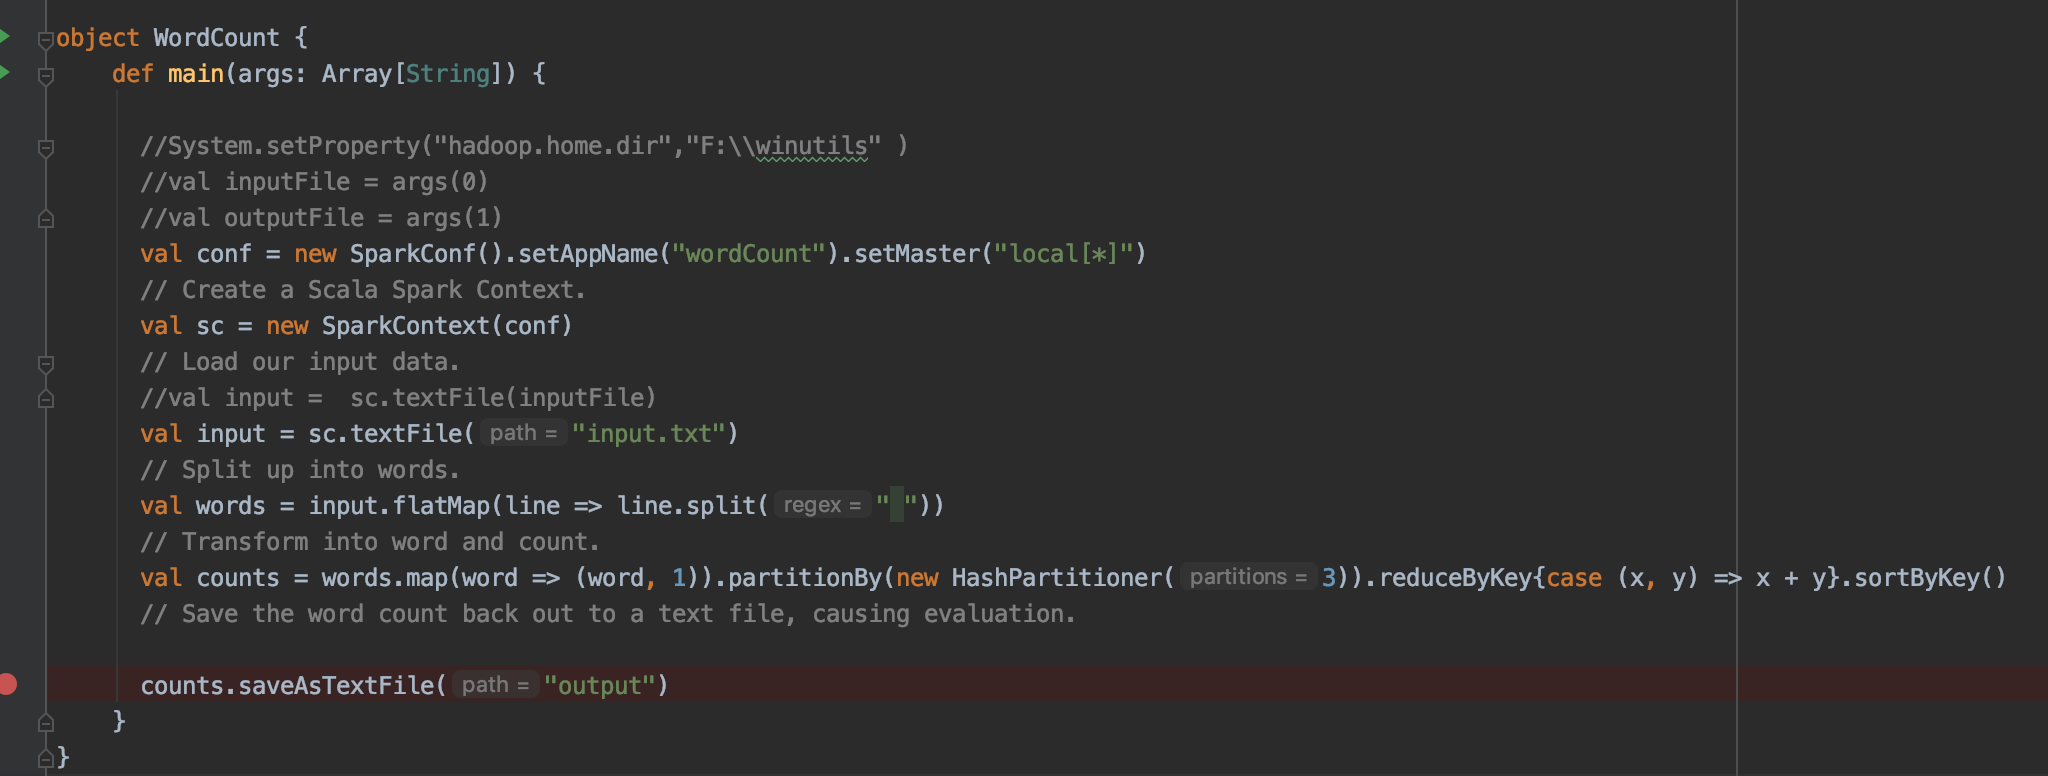 object WordCount {
    def main(args: Array[String]) {
      //System.setProperty("hadoop.home.dir","F:\\winutils" )
      //val inputFile = args(0)
      //val outputFile = args(1)
      val conf = new SparkConf().setAppName("wordCount").setMaster("local[*]")
      // Create a Scala Spark Context.
      val sc = new SparkContext(conf)
      // Load our input data.
      //val input =  sc.textFile(inputFile)
      val input = sc.textFile( path = "input.txt")
      // Split up into words.
      val words = input.flatMap(line => line.split( regex = " "))
      // Transform into word and count.
      val counts = words.map(word => (word, 1)).partitionBy(new HashPartitioner( partitions = 3)).reduceByKey{case (x, y) => x + y}.sortByKey()
      // Save the word count back out to a text file, causing evaluation.
      counts.saveAsTextFile( path = "output")
    }
}